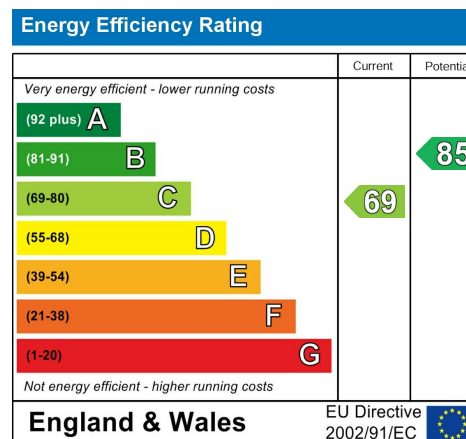 Energy Efficiency Rating
Current Potentia
Very energy efficient - lower running costs
(92 plus) A
(81-91) B
85
(69-80) C
69
(55-68) D
(39-54) E
(21-38) F
(1-20) G
Not energy efficient - higher running costs
England & Wales
EU Directive
2002/91/EC